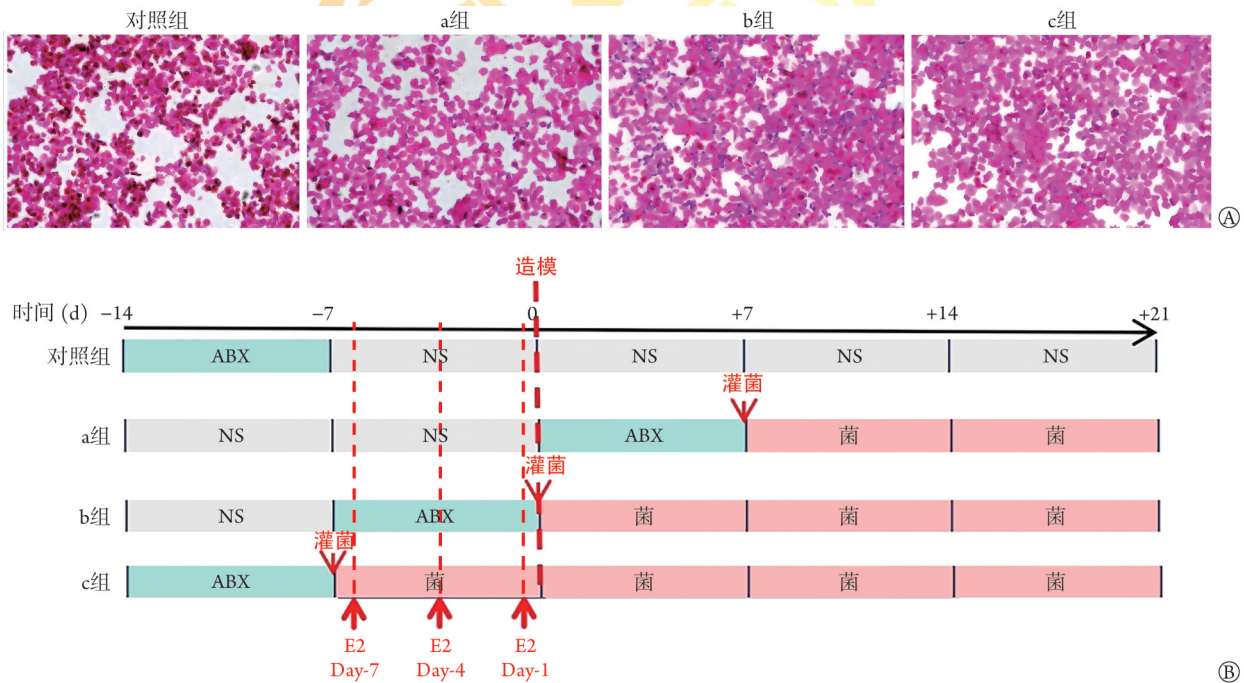 对照组 a组 b组 c组
Ⓐ
造模
时间 (d) −14 −7 0 +7 +14 +21
对照组 ABX NS NS NS NS
灌菌
a组 NS NS ABX 菌 菌
灌菌
b组 NS ABX 菌 菌 菌
灌菌
c组 ABX 菌 菌 菌 菌
E2 E2 E2
Day-7 Day-4 Day-1
Ⓑ